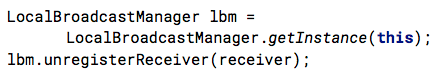 LocalBroadcastManager lbm =
LocalBroadcastManager.getInstance(this);
lbm.unregisterReceiver(receiver);